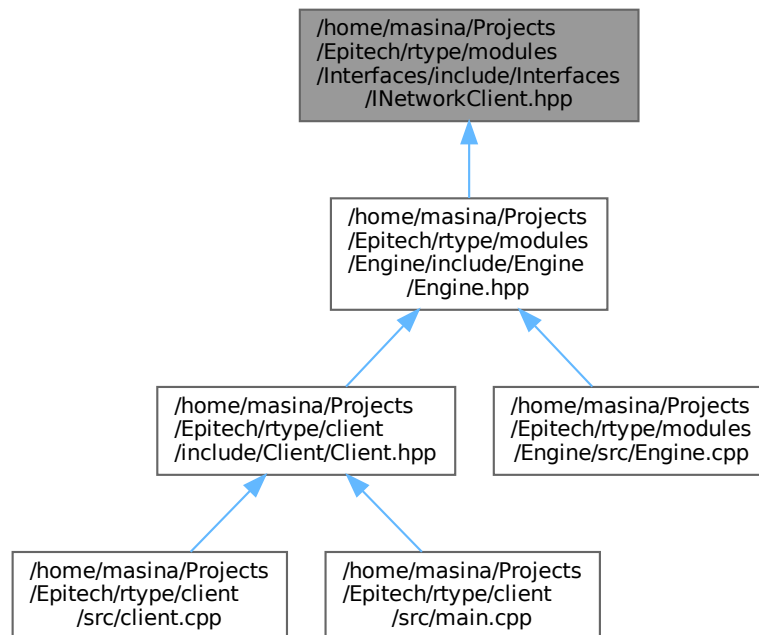 /home/masina/Projects
/Epitech/rtype/modules
/Interfaces/include/Interfaces
/INetworkClient.hpp
/home/masina/Projects
/Epitech/rtype/modules
/Engine/include/Engine
/Engine.hpp
/home/masina/Projects
/Epitech/rtype/client
/include/Client/Client.hpp
/home/masina/Projects
/Epitech/rtype/modules
/Engine/src/Engine.cpp
/home/masina/Projects
/Epitech/rtype/client
/src/client.cpp
/home/masina/Projects
/Epitech/rtype/client
/src/main.cpp